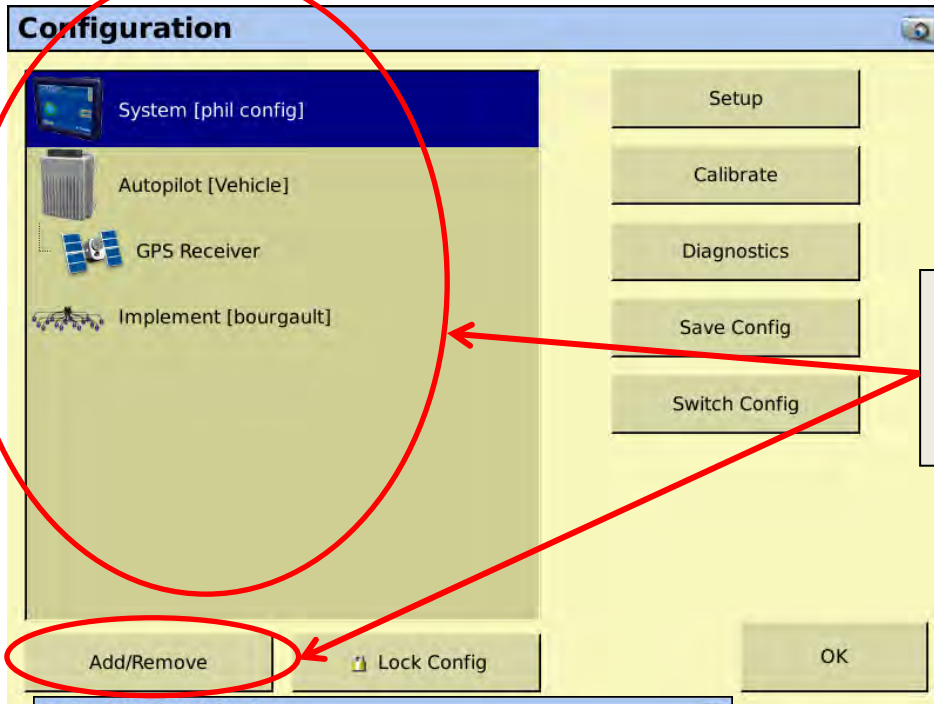 Configuration
System [phil config]
Autopilot [Vehicle]
GPS Receiver
Implement [bourgault]
Setup
Calibrate
Diagnostics
Save Config
Switch Config
Add/Remove
Lock Config
OK